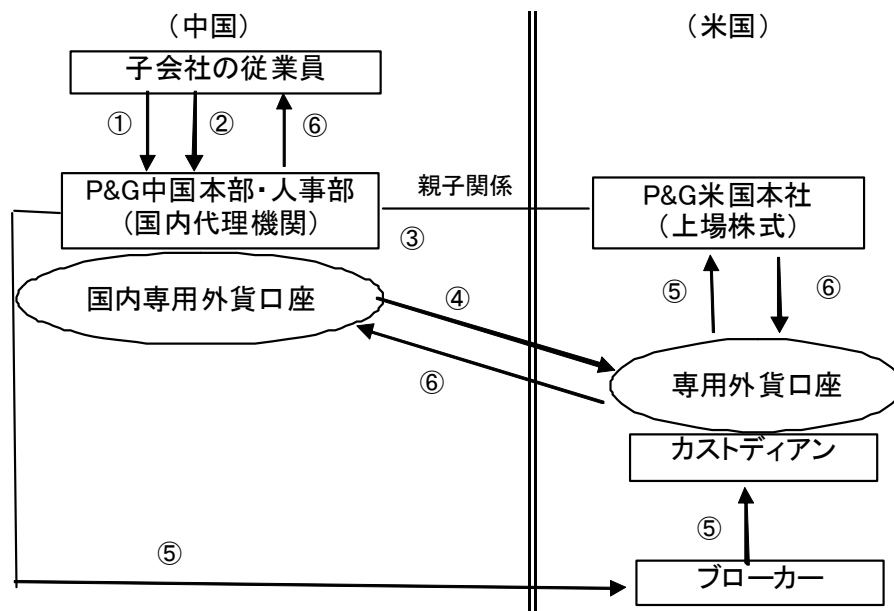 （中国）
（米国）
子会社の従業員
①
②
⑥
P&G中国本部・人事部
（国内代理機関）
親子関係
P&G米国本社
（上場株式）
③
国内専用外貨口座
④
⑤
⑥
⑥
専用外貨口座
カストディアン
⑤
⑤
ブローカー